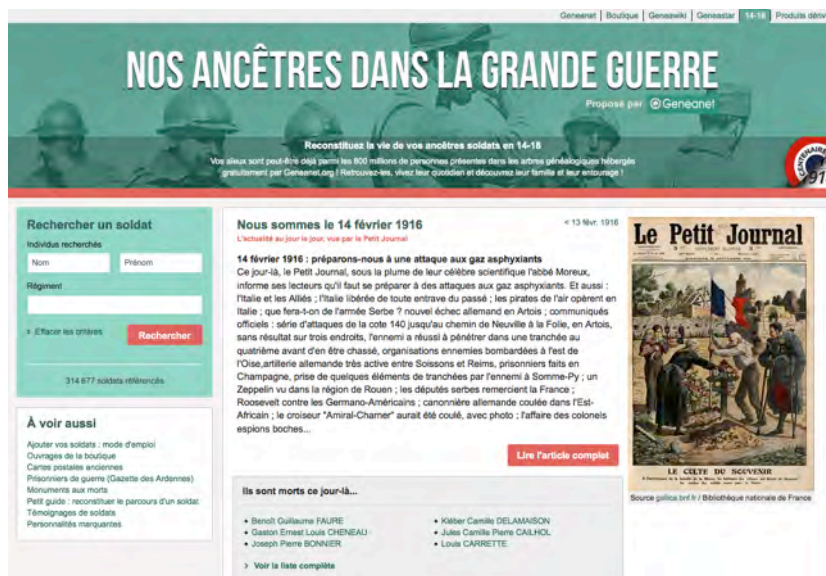 Geneanet | Boutique | Geneawiki | Geneastar | 14-18 | Produits dériv
NOS ANCÊTRES DANS LA GRANDE GUERRE
Proposé par Geneanet
Reconstituez la vie de vos ancêtres soldats en 14-18
Vos aïeux sont peut-être déjà parmi les 800 millions de personnes présentes dans les arbres généalogiques hébergés
gratuitement par Geneanet.org ! Retrouvez-les, vivez leur quotidien et découvrez leur famille et leur entourage !
CENTENAIRE
Rechercher un soldat
Individus recherchés
Nom
Prénom
Régiment
> Effacer les critères
Rechercher
314 677 soldats référencés
À voir aussi
Ajouter vos soldats : mode d'emploi
Ouvrages de la boutique
Cartes postales anciennes
Prisonniers de guerre (Gazette des Ardennes)
Monuments aux morts
Petit guide : reconstituer le parcours d'un soldat
Témoignages de soldats
Personnalités marquantes
Nous sommes le 14 février 1916
< 13 févr. 1916
L'actualité au jour le jour, vue par le Petit Journal
14 février 1916 : préparons-nous à une attaque aux gaz asphyxiants
Ce jour-là, le Petit Journal, sous la plume de leur célèbre scientifique l'abbé Moreux,
informe ses lecteurs qu'il faut se préparer à des attaques aux gaz asphyxiants. Et aussi :
l'Italie et les Alliés ; l'Italie libérée de toute entrave du passé ; les pirates de l'air opèrent en
Italie ; que fera-t-on de l'armée Serbe ? nouvel échec allemand en Artois ; communiqués
officiels : série d'attaques de la cote 140 jusqu'au chemin de Neuville à la Folie, en Artois,
sans résultat sur trois endroits, l'ennemi a réussi à pénétrer dans une tranchée au
quatrième avant d'en être chassé, organisations ennemies bombardées à l'est de
l'Oise,artillerie allemande très active entre Soissons et Reims, prisonniers faits en
Champagne, prise de quelques éléments de tranchées par l'ennemi à Somme-Py ; un
Zeppelin vu dans la région de Rouen ; les députés serbes remercient la France ;
Roosevelt contre les Germano-Américains ; canonnière allemande coulée dans l'Est-
Africain ; le croiseur "Amiral-Charner" aurait été coulé, avec photo ; l'affaire des colonels
espions boches...
Lire l'article complet
Ils sont morts ce jour-là...
• Benoît Guillaume FAURE
• Gaston Ernest Louis CHENEAU
• Joseph Pierre BONNIER
• Kléber Camille DELAMAISON
• Jules Camille Pierre CAILHOL
• Louis CARRETTE
> Voir la liste complète
Le Petit Journal
LE CULTE DU SOUVENIR
Source gallica.bnf.fr / Bibliothèque nationale de France